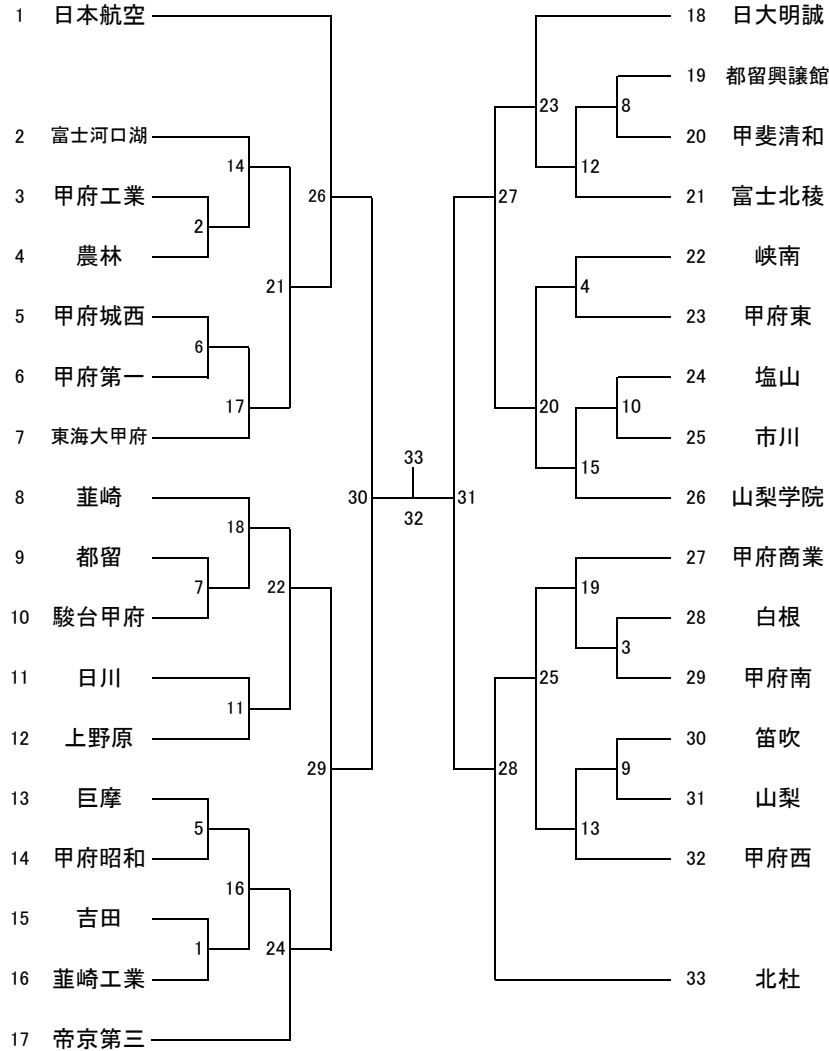 1 日本航空
2 富士河口湖
3 甲府工業
4 農林
5 甲府城西
6 甲府第一
7 東海大甲府
8 韮崎
9 都留
10 駿台甲府
11 日川
12 上野原
13 巨摩
14 甲府昭和
15 吉田
16 韮崎工業
17 帝京第三
14
2
6
17
21
26
18
7
22
11
5
16
1
24
29
30
33
32
31
27
23
8
12
4
20
10
15
19
3
25
9
13
28
18 日大明誠
19 都留興譲館
20 甲斐清和
21 富士北稜
22 峡南
23 甲府東
24 塩山
25 市川
26 山梨学院
27 甲府商業
28 白根
29 甲府南
30 笛吹
31 山梨
32 甲府西
33 北杜